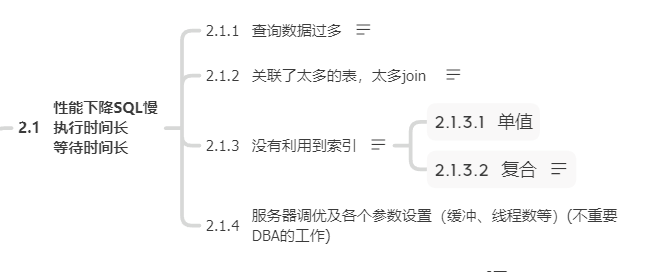 2.1 性能下降SQL慢
执行时间长
等待时间长
2.1.1 查询数据过多
2.1.2 关联了太多的表，太多join
2.1.3 没有利用到索引
2.1.3.1 单值
2.1.3.2 复合
2.1.4 服务器调优及各个参数设置（缓冲、线程数等）(不重要
DBA的工作)